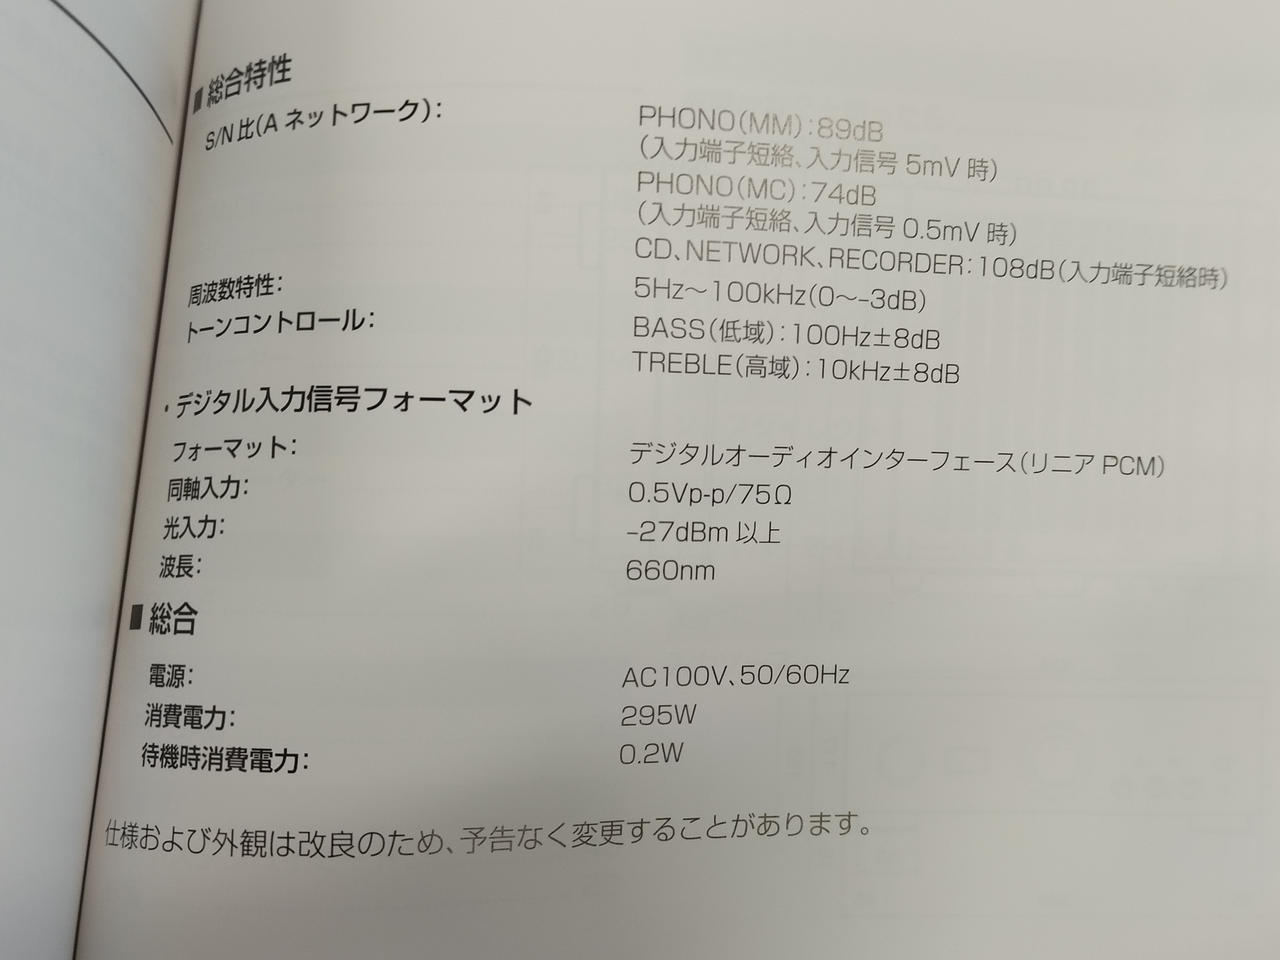 ■ 総合特性
S/N 比(A ネットワーク): PHONO(MM):89dB
(入力端子短絡、入力信号 5mV 時)
PHONO(MC):74dB
(入力端子短絡、入力信号 0.5mV 時)
CD、NETWORK、RECORDER:108dB(入力端子短絡時)
周波数特性: 5Hz〜100kHz(0〜−3dB)
トーンコントロール: BASS(低域):100Hz±8dB
TREBLE(高域):10kHz±8dB
・デジタル入力信号フォーマット
フォーマット: デジタルオーディオインターフェース(リニア PCM)
同軸入力: 0.5Vp-p/75Ω
光入力: −27dBm 以上
波長: 660nm
■ 総合
電源: AC100V、50/60Hz
消費電力: 295W
待機時消費電力: 0.2W
仕様および外観は改良のため、予告なく変更することがあります。